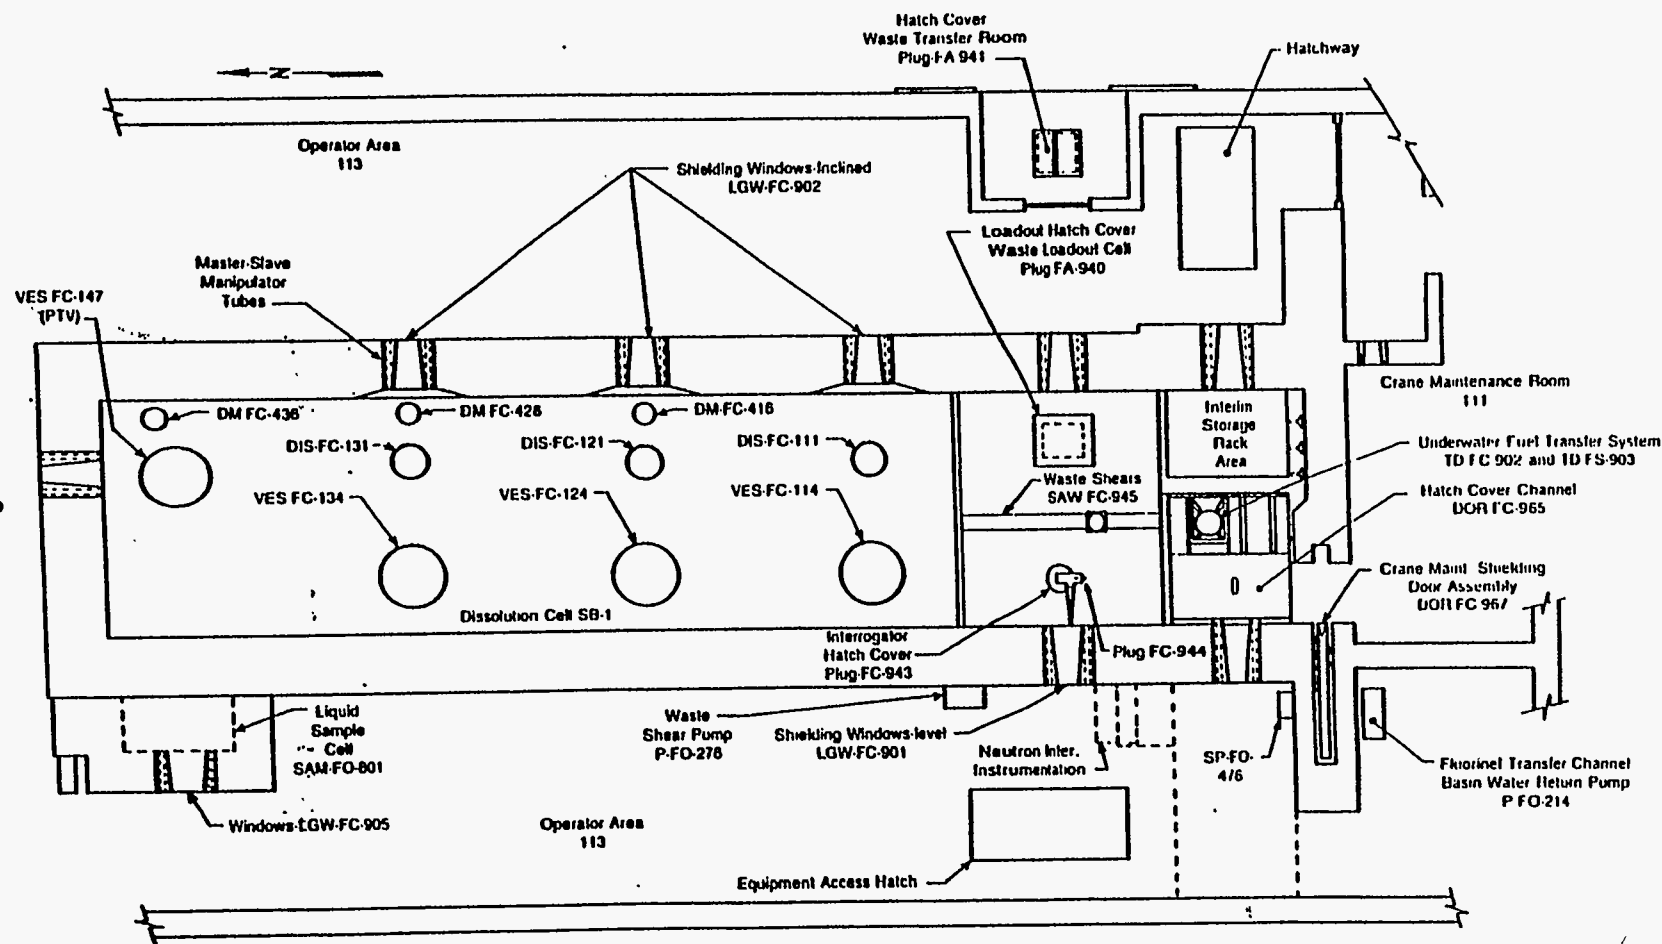 Hatch Cover
Waste Transfer Room
Plug-FA 941
Hatchway
N
Operator Area
113
Shielding Windows-Inclined
LGW-FC-902
Loadout Hatch Cover
Waste Loadout Cell
Plug FA-940
Master-Slave
Manipulator
Tubes
VES FC-147
(PTV)
Crane Maintenance Room
111
DM FC-436
DM FC-426
DM-FC-416
Interim
Storage
Rack
Area
DIS-FC-131
DIS-FC-121
DIS-FC-111
Underwater Fuel Transfer System
TD FC 902 and TD FS-903
Waste Shears
SAW FC-945
VES FC-134
VES-FC-124
VES-FC-114
Hatch Cover Channel
DOR FC-965
Crane Maint. Shielding
Door Assembly
DOR FC 967
Dissolution Cell SB-1
Interrogator
Hatch Cover
Plug-FC-943
Plug FC-944
Liquid
Sample
Cell
SAM-FO-801
Waste
Shear Pump
P-FO-276
Shielding Windows-level
LGW-FC-901
Neutron Inter.
Instrumentation
SP-FO-
4/6
Fluorinel Transfer Channel
Basin Water Return Pump
P FO-214
Windows-LGW-FC-905
Operator Area
113
Equipment Access Hatch